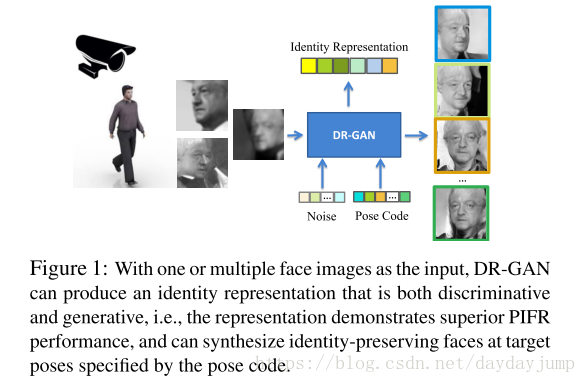 Identity Representation
DR-GAN
...
...
...
Noise
Pose Code
Figure 1: With one or multiple face images as the input, DR-GAN
can produce an identity representation that is both discriminative
and generative, i.e., the representation demonstrates superior PIFR
performance, and can synthesize identity-preserving faces at target
poses specified by the pose code.
https://blog.csdn.net/daydayjump